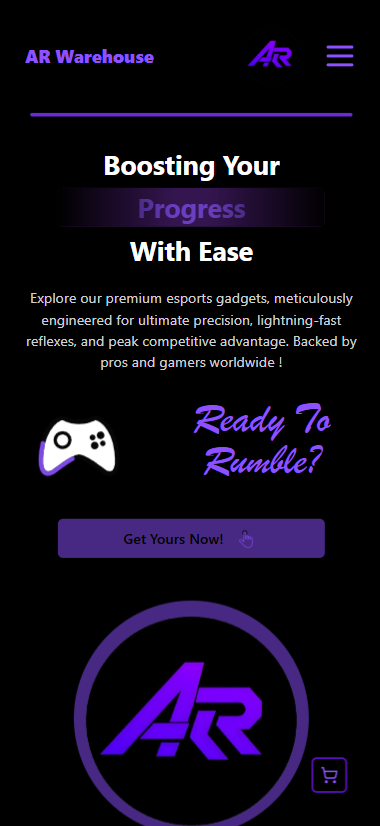 AR Warehouse
AR
Boosting Your
Progress
With Ease
Explore our premium esports gadgets, meticulously
engineered for ultimate precision, lightning-fast
reflexes, and peak competitive advantage. Backed by
pros and gamers worldwide !
Ready To
Rumble?
Get Yours Now!
AR